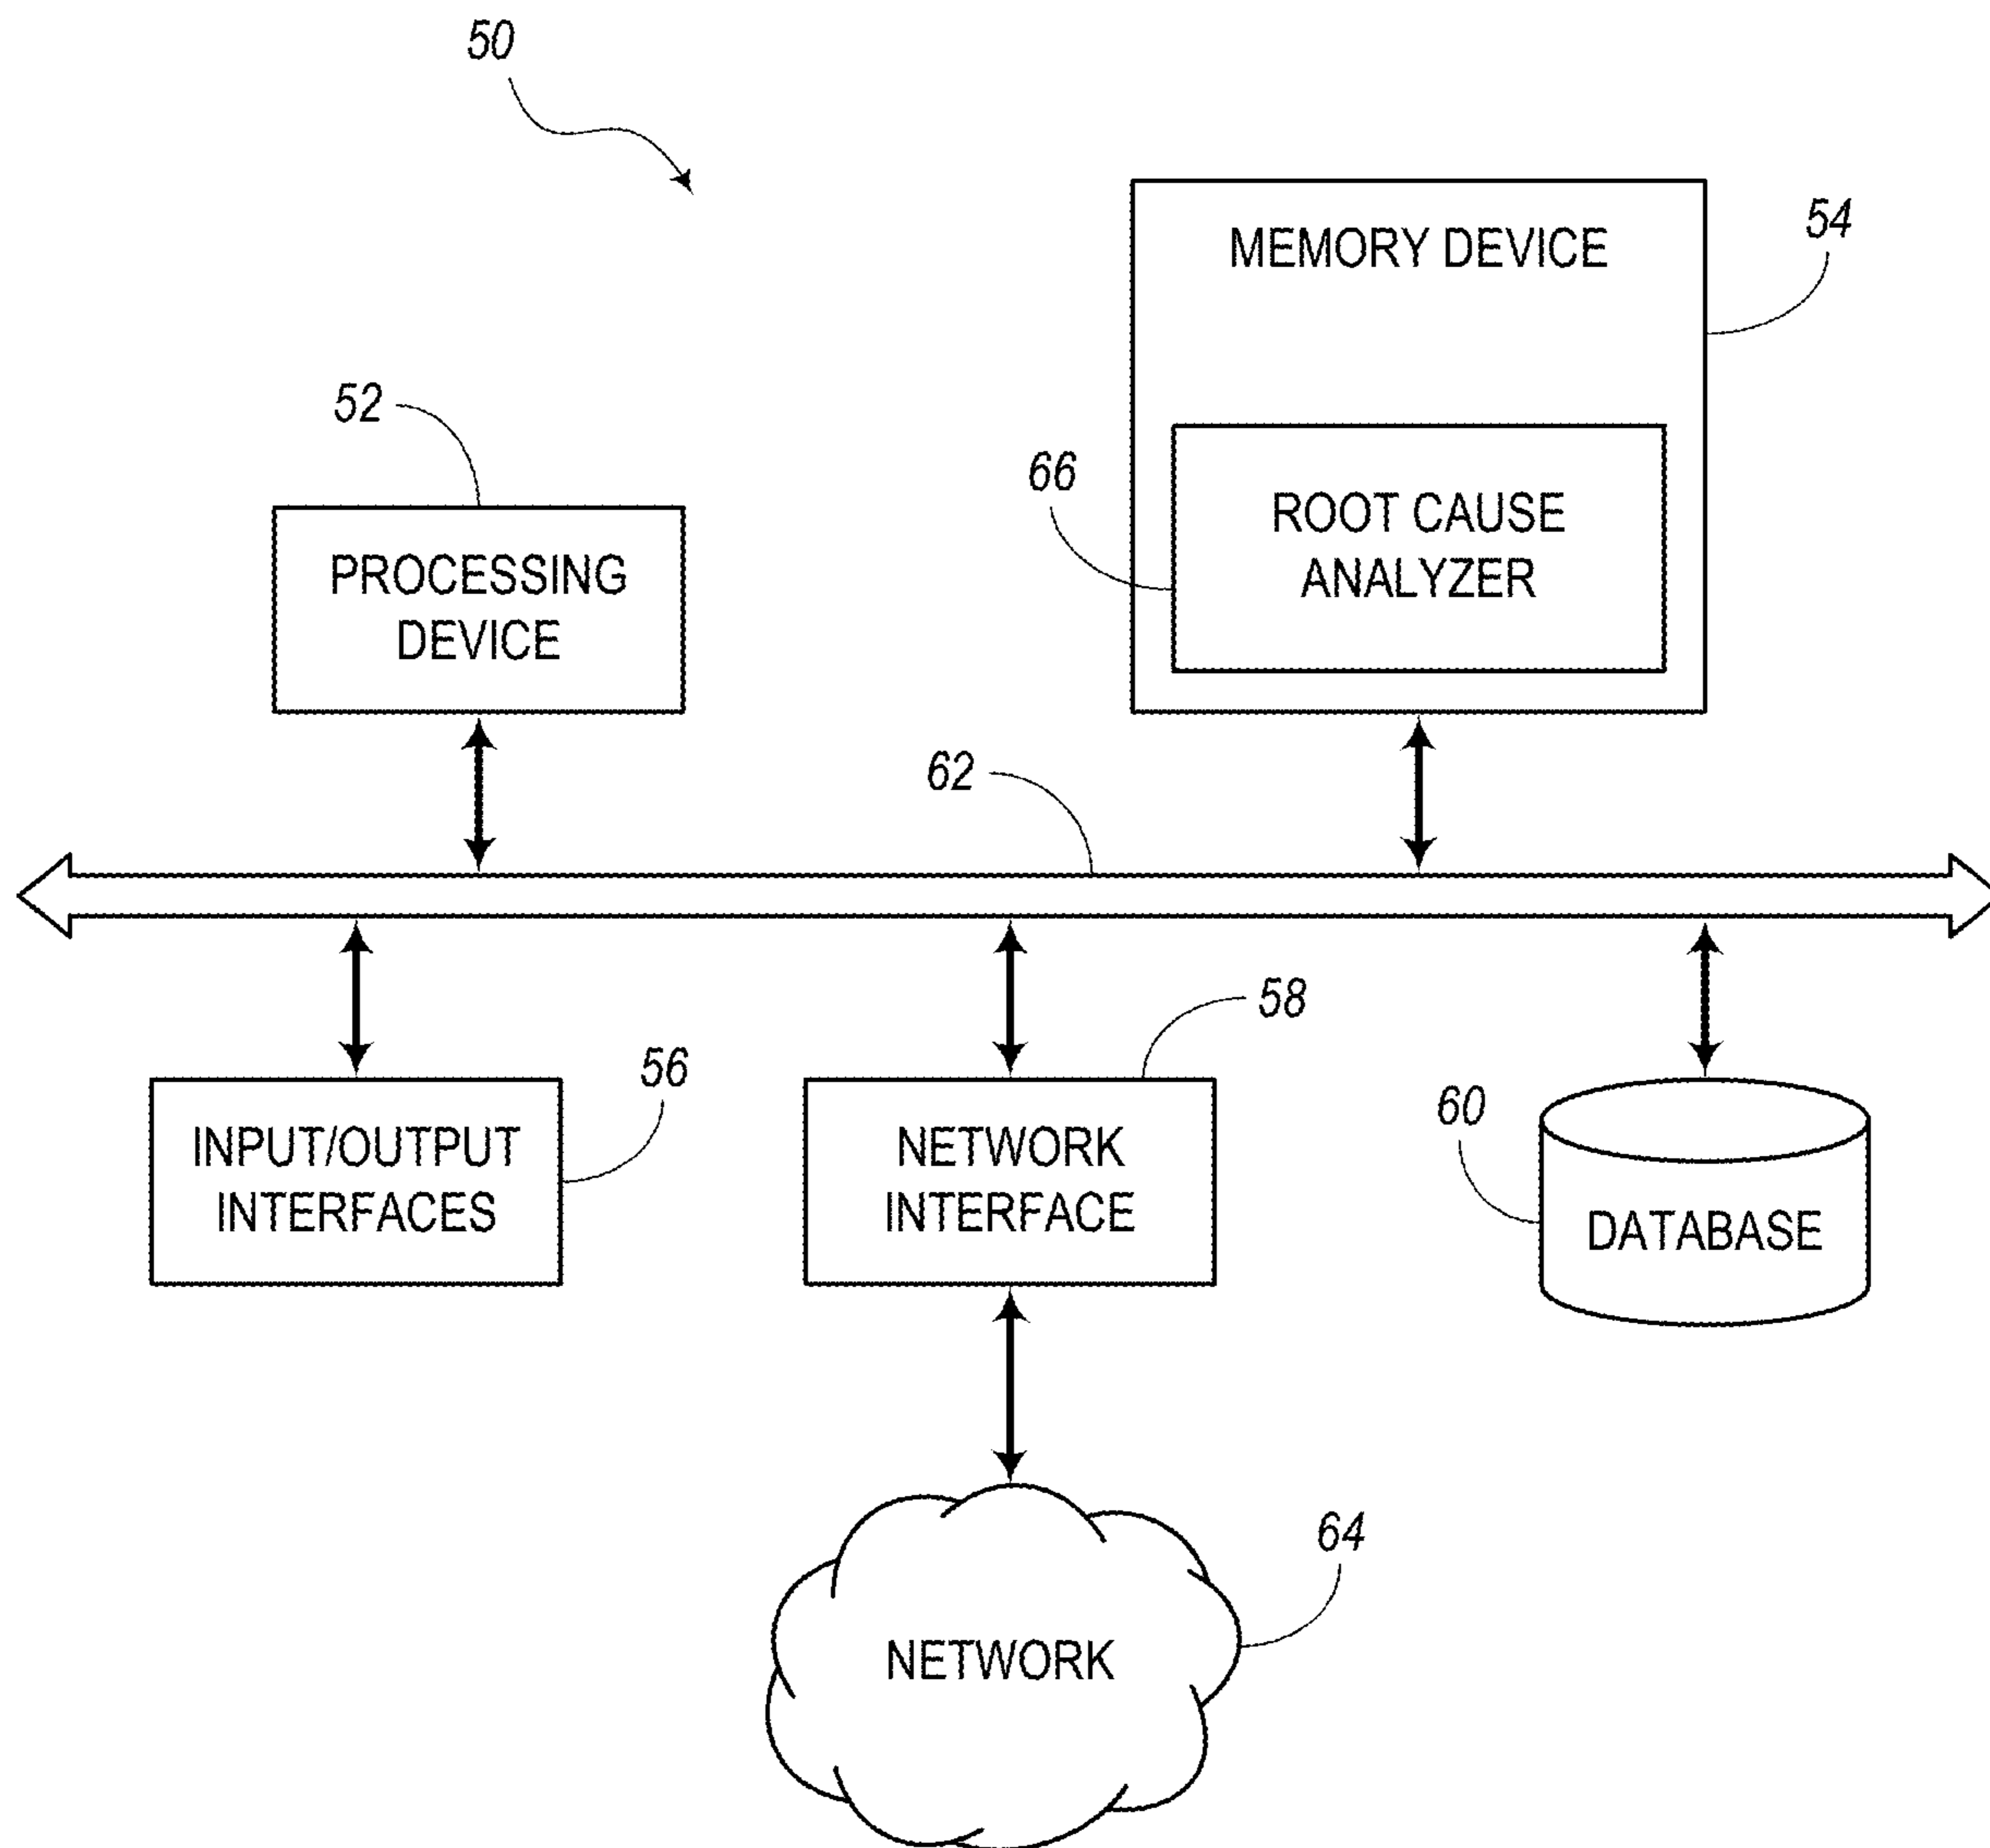 50
54
MEMORY DEVICE
52
66
ROOT CAUSE
ANALYZER
PROCESSING
DEVICE
62
58
56
60
INPUT/OUTPUT
INTERFACES
NETWORK
INTERFACE
DATABASE
64
NETWORK